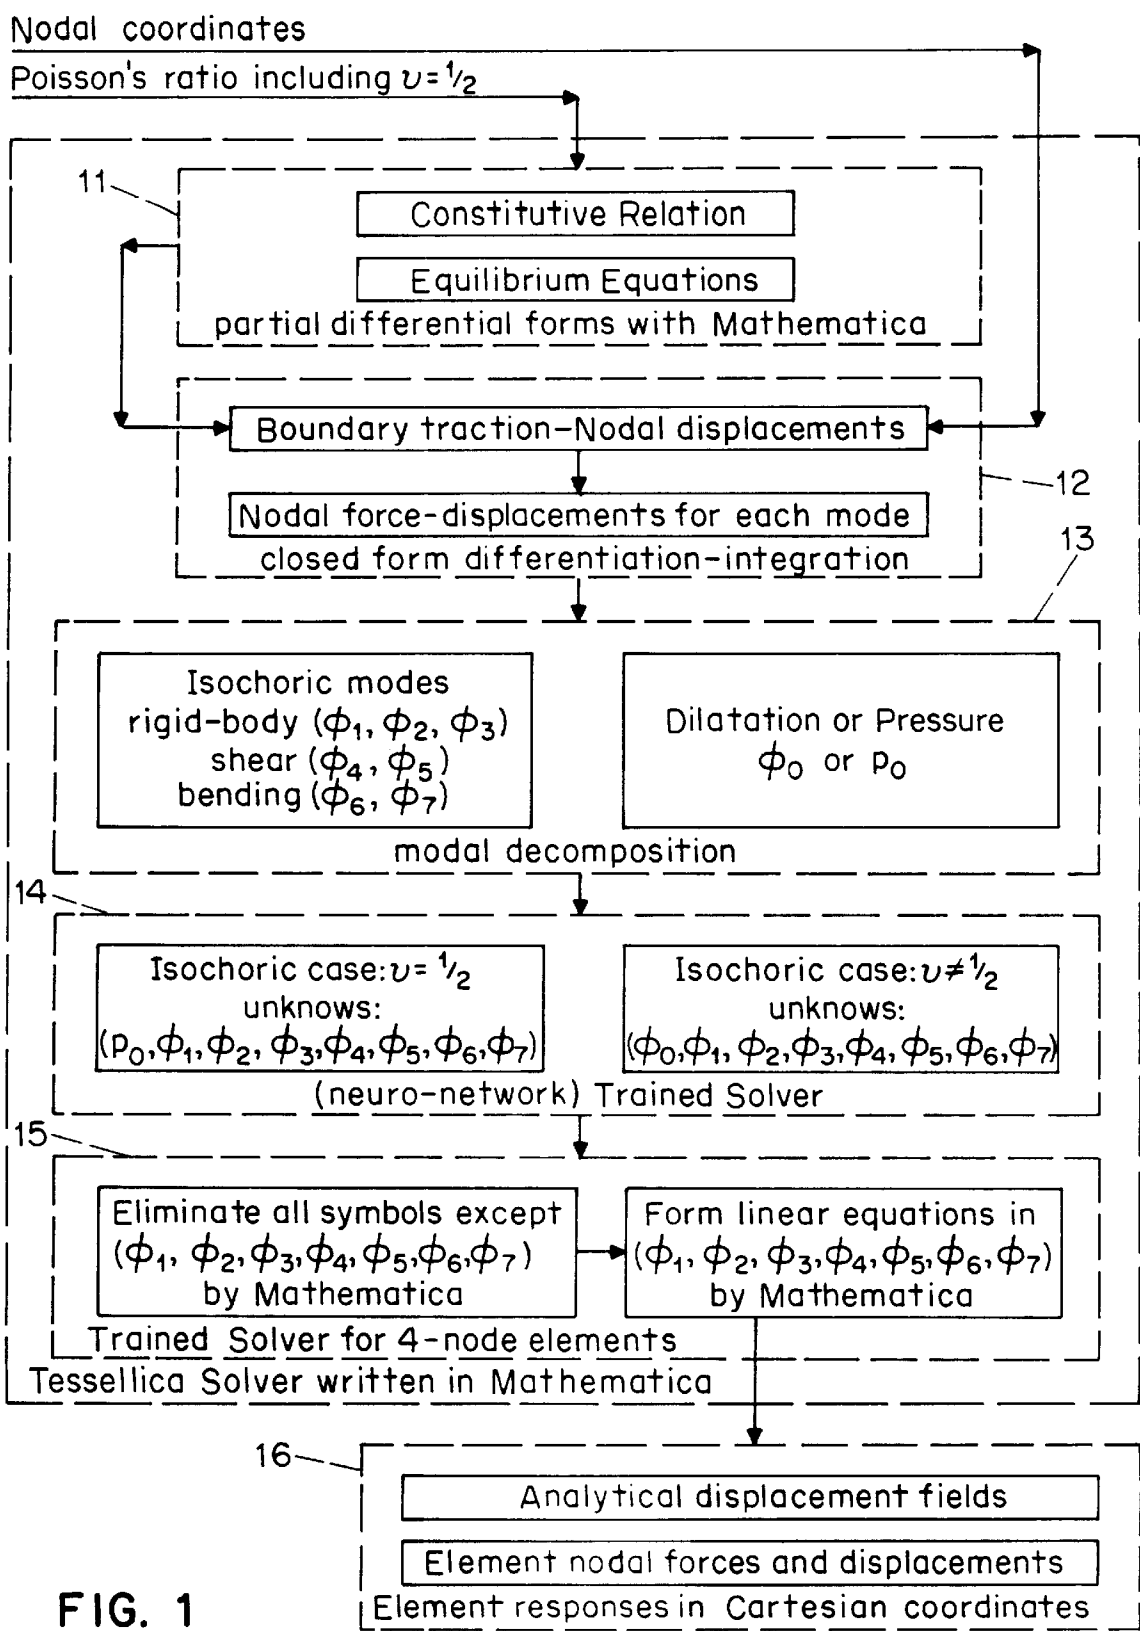 Nodal coordinates
Poisson's ratio including υ = 1/2
11
Constitutive Relation
Equilibrium Equations
partial differential forms with Mathematica
Boundary traction–Nodal displacements
12
Nodal force-displacements for each mode
closed form differentiation-integration
13
Isochoric modes
rigid-body (ϕ1, ϕ2, ϕ3)
shear (ϕ4, ϕ5)
bending (ϕ6, ϕ7)
Dilatation or Pressure
ϕ0 or p0
modal decomposition
14
Isochoric case: υ = 1/2
unknows:
(p0, ϕ1, ϕ2, ϕ3, ϕ4, ϕ5, ϕ6, ϕ7)
Isochoric case: υ ≠ 1/2
unknows:
(ϕ0, ϕ1, ϕ2, ϕ3, ϕ4, ϕ5, ϕ6, ϕ7)
(neuro-network) Trained Solver
15
Eliminate all symbols except
(ϕ1, ϕ2, ϕ3, ϕ4, ϕ5, ϕ6, ϕ7)
by Mathematica
Form linear equations in
(ϕ1, ϕ2, ϕ3, ϕ4, ϕ5, ϕ6, ϕ7)
by Mathematica
Trained Solver for 4-node elements
Tessellica Solver written in Mathematica
16
Analytical displacement fields
Element nodal forces and displacements
Element responses in Cartesian coordinates
FIG. 1